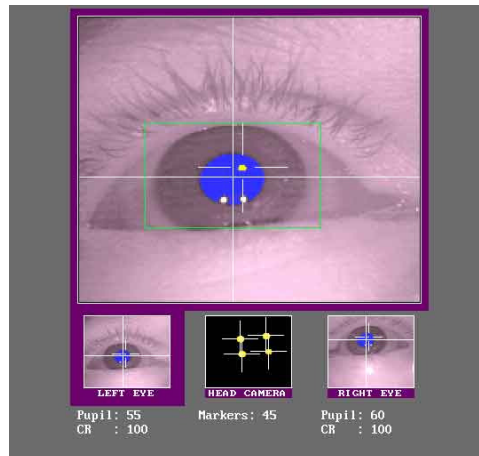 LEFT EYE
HEAD CAMERA
RIGHT EYE
Pupil: 55
Markers: 45
Pupil: 60
CR : 100
CR : 100